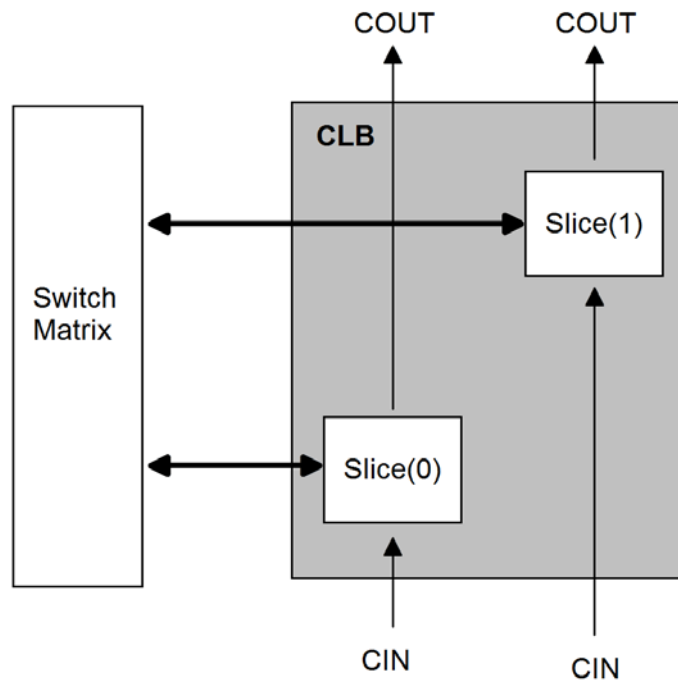 COUT
COUT
CLB
Slice(1)
Switch
Matrix
Slice(0)
CIN
CIN